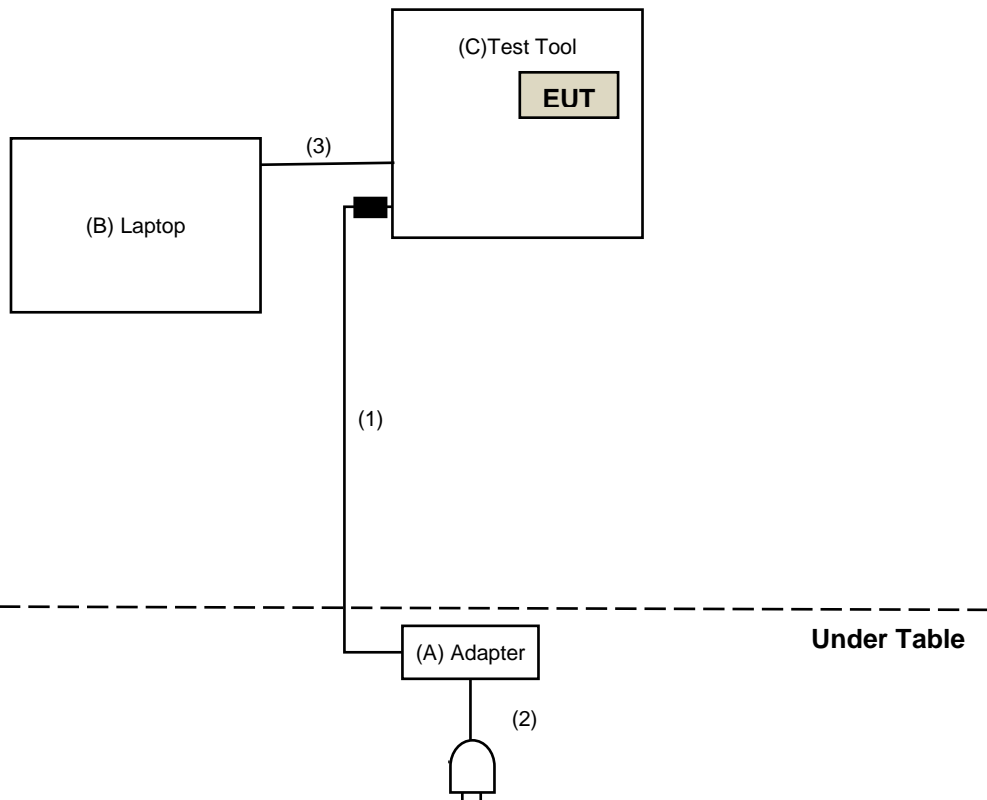 (C)Test Tool
EUT
(3)
(B) Laptop
(1)
Under Table
(A) Adapter
(2)